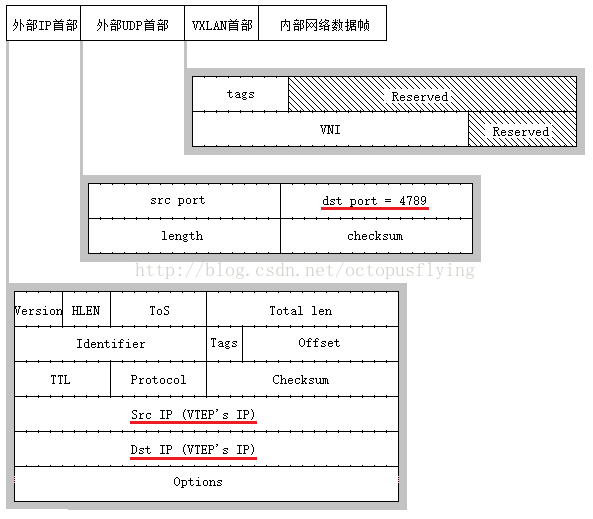 外部IP首部 外部UDP首部 VXLAN首部 内部网络数据帧
tags Reserved
VNI Reserved
src port dst port = 4789
length checksum
http://blog.csdn.net/octopusflying
Version HLEN ToS Total len
Identifier Tags Offset
TTL Protocol Checksum
Src IP (VTEP's IP)
Dst IP (VTEP's IP)
Options